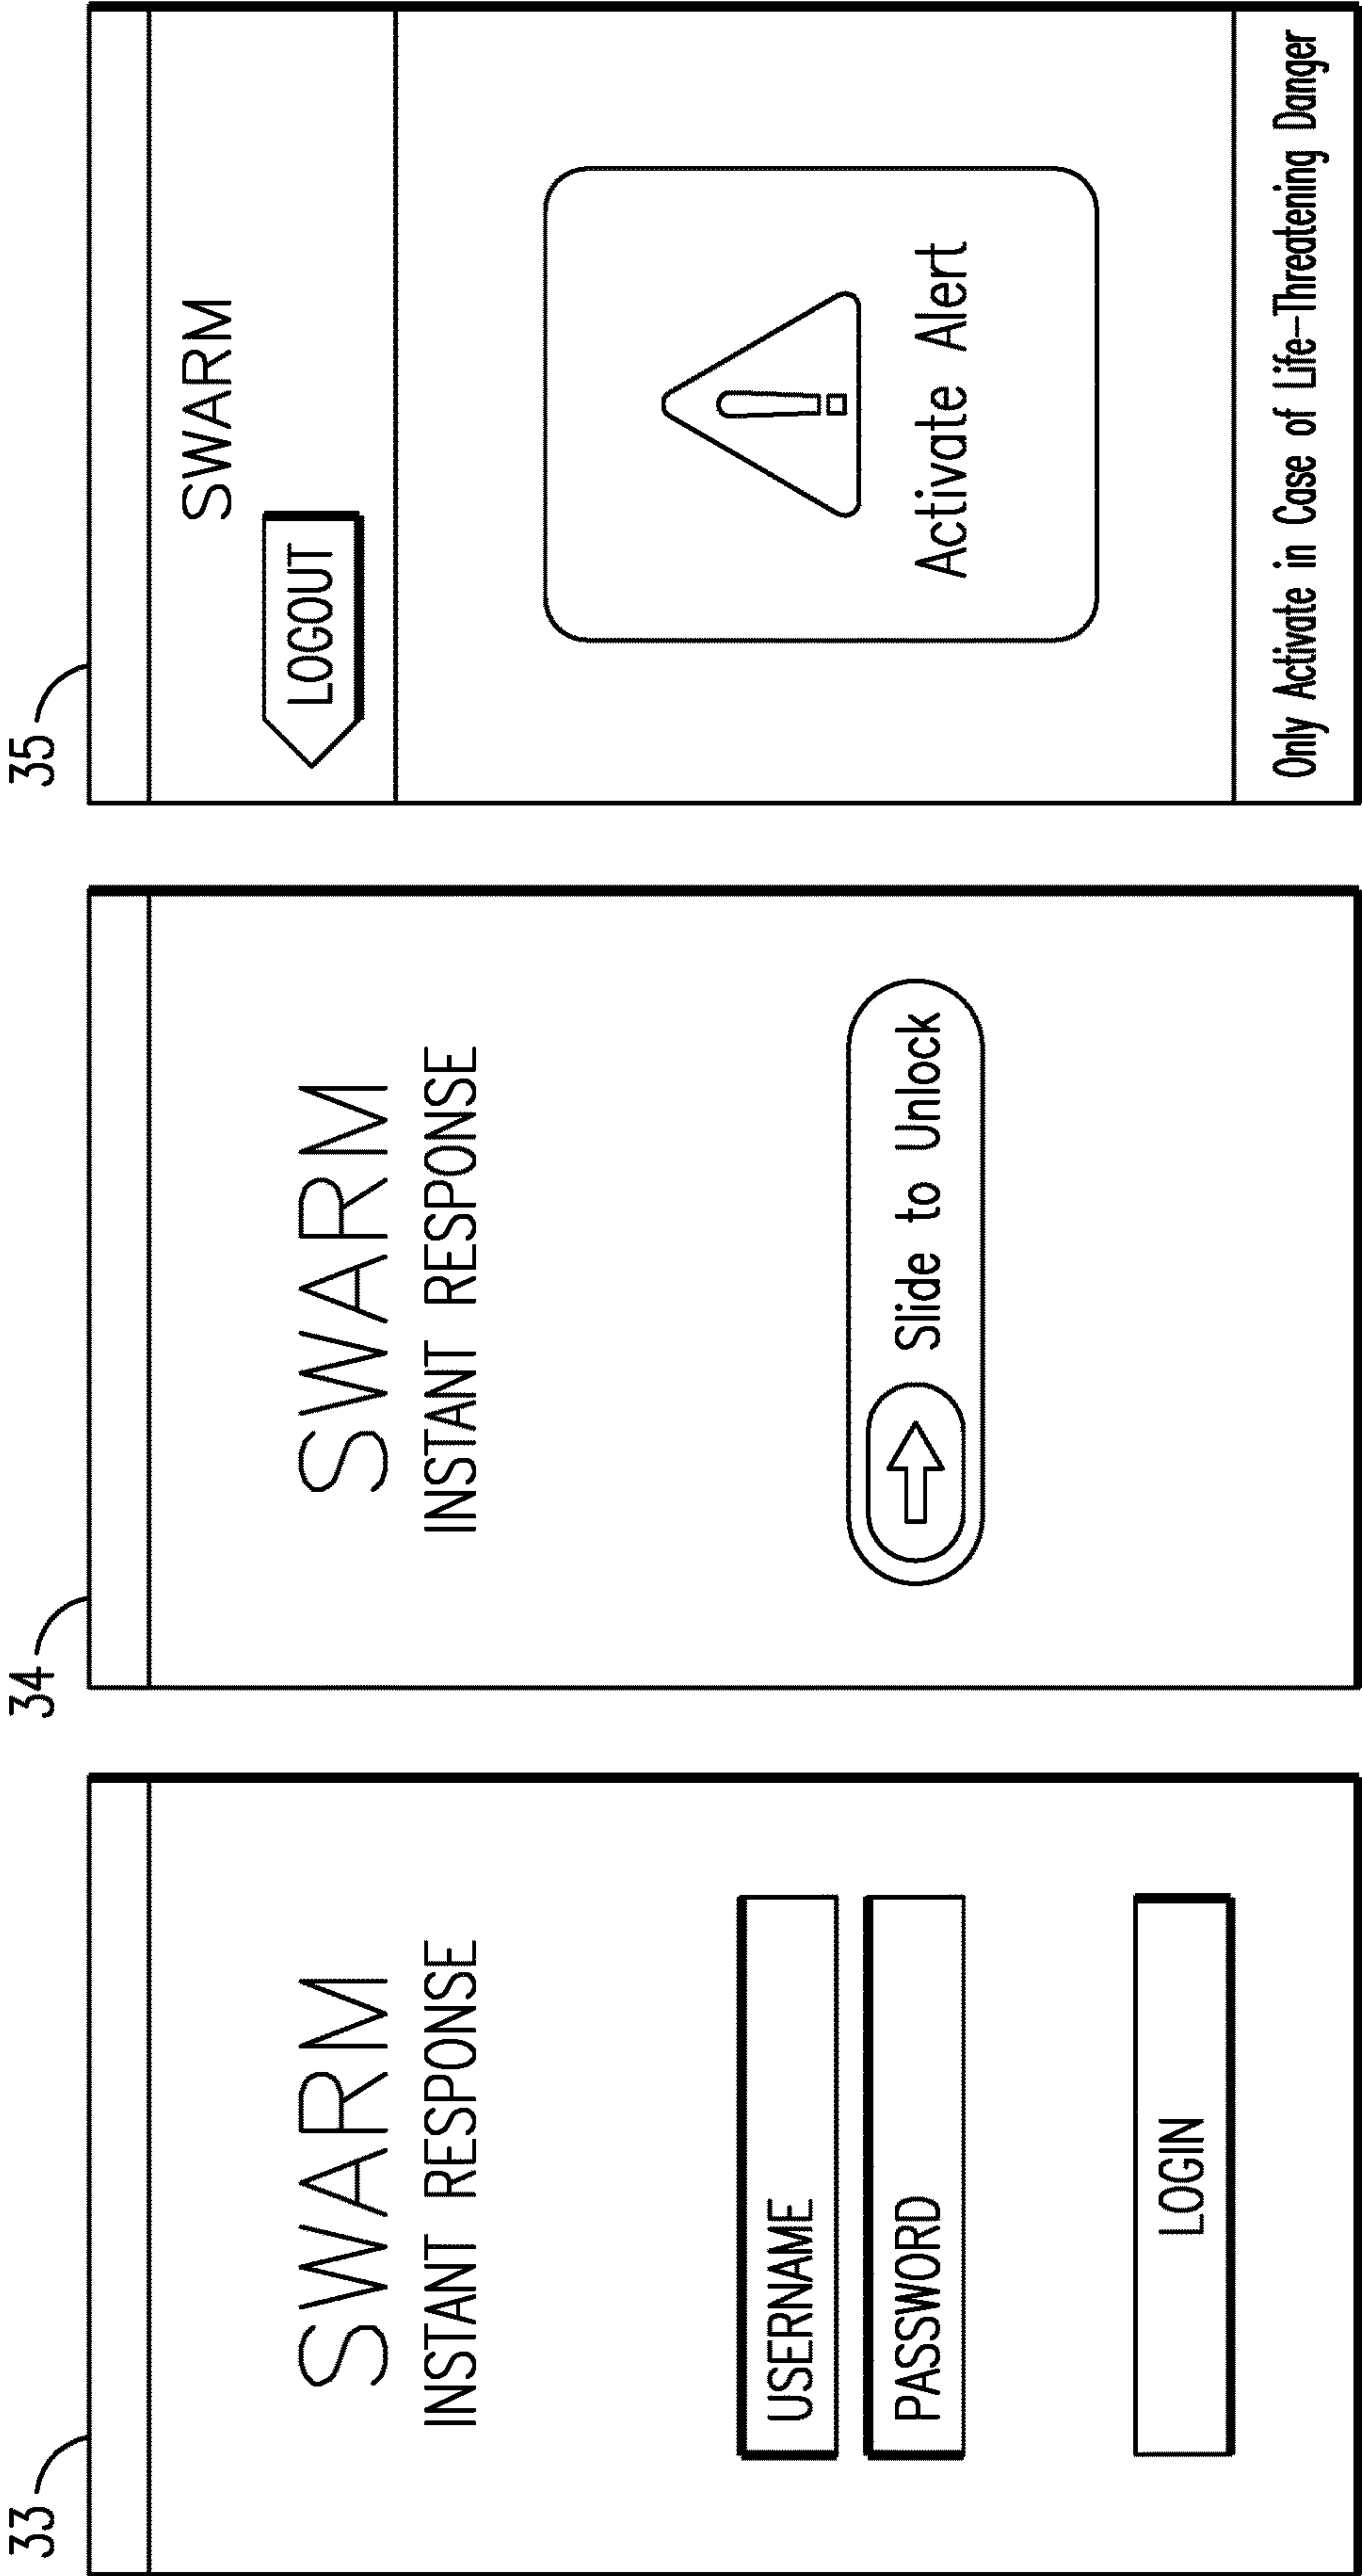 33
SWARM
INSTANT RESPONSE
USERNAME
PASSWORD
LOGIN
34
SWARM
INSTANT RESPONSE
Slide to Unlock
35
SWARM
LOGOUT
Activate Alert
Only Activate in Case of Life-Threatening Danger